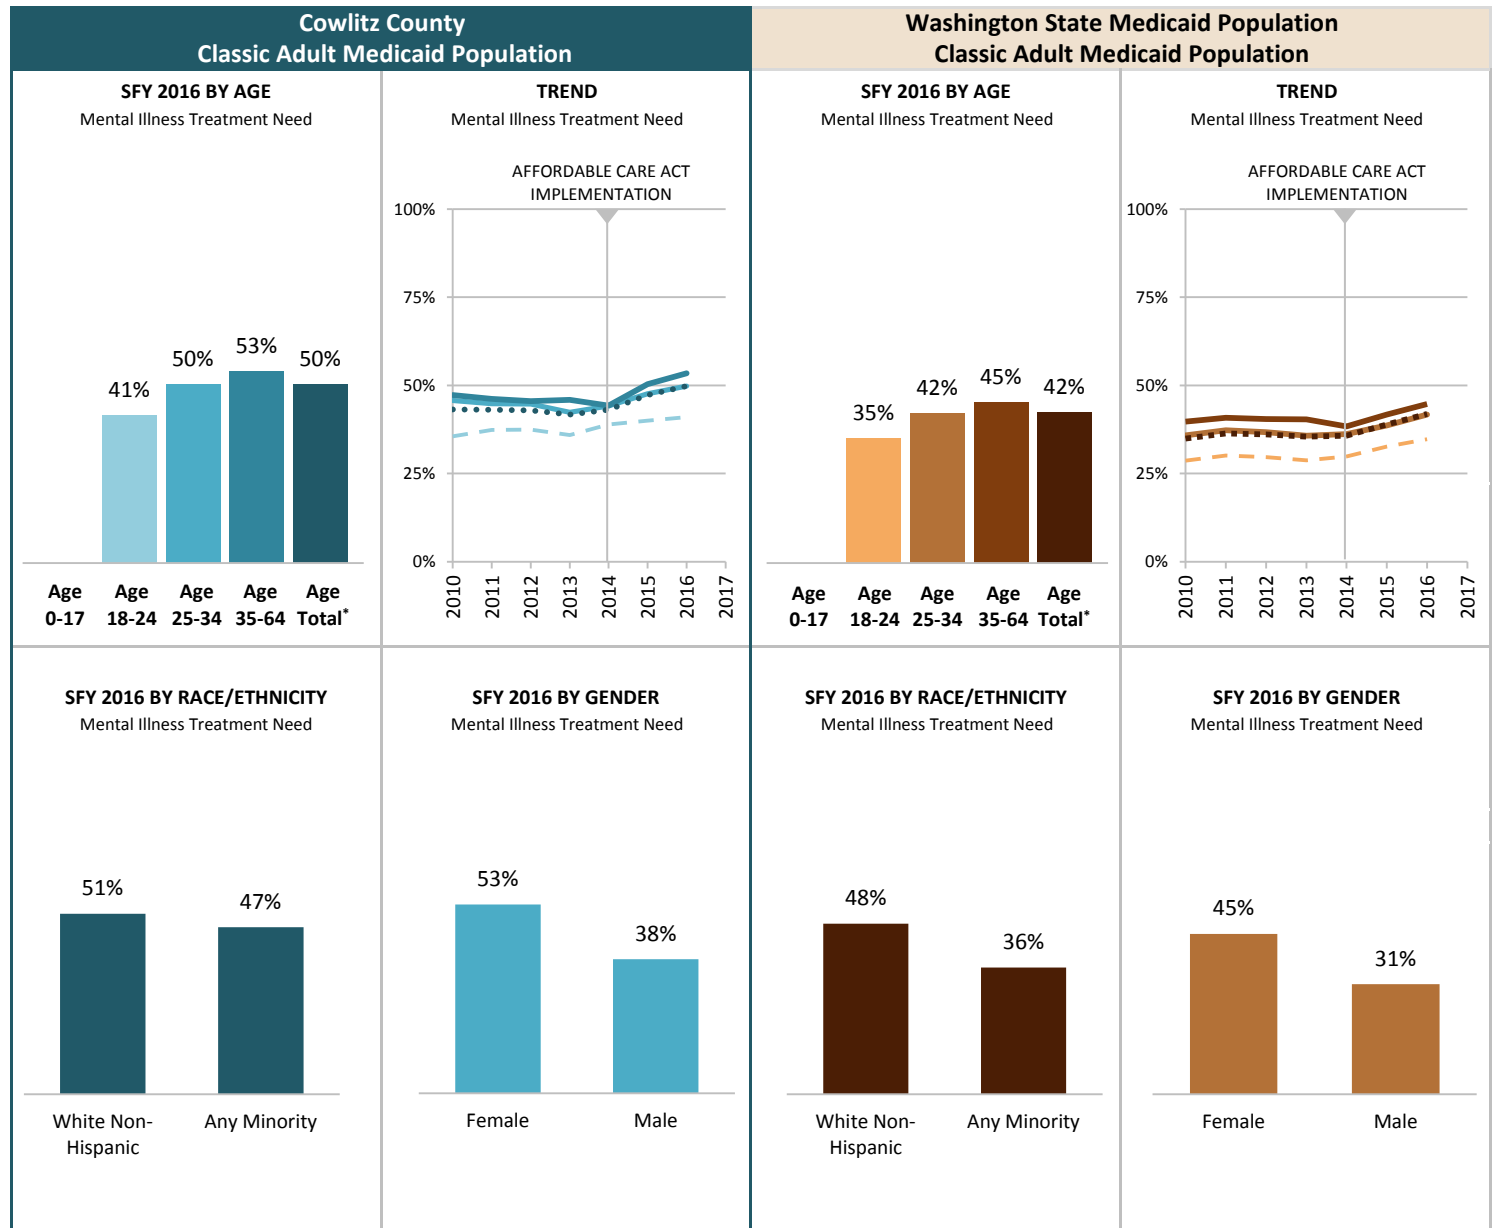 Cowlitz County
Classic Adult Medicaid Population
Washington State Medicaid Population
Classic Adult Medicaid Population
SFY 2016 BY AGE
Mental Illness Treatment Need
41%
50%
53%
50%
Age 0-17
Age 18-24
Age 25-34
Age 35-64
Age Total*
TREND
Mental Illness Treatment Need
AFFORDABLE CARE ACT
IMPLEMENTATION
100%
75%
50%
25%
0%
2010
2011
2012
2013
2014
2015
2016
2017
SFY 2016 BY AGE
Mental Illness Treatment Need
35%
42%
45%
42%
Age 0-17
Age 18-24
Age 25-34
Age 35-64
Age Total*
TREND
Mental Illness Treatment Need
AFFORDABLE CARE ACT
IMPLEMENTATION
100%
75%
50%
25%
0%
2010
2011
2012
2013
2014
2015
2016
2017
SFY 2016 BY RACE/ETHNICITY
Mental Illness Treatment Need
51%
47%
White Non-
Hispanic
Any Minority
SFY 2016 BY GENDER
Mental Illness Treatment Need
53%
38%
Female
Male
SFY 2016 BY RACE/ETHNICITY
Mental Illness Treatment Need
48%
36%
White Non-
Hispanic
Any Minority
SFY 2016 BY GENDER
Mental Illness Treatment Need
45%
31%
Female
Male